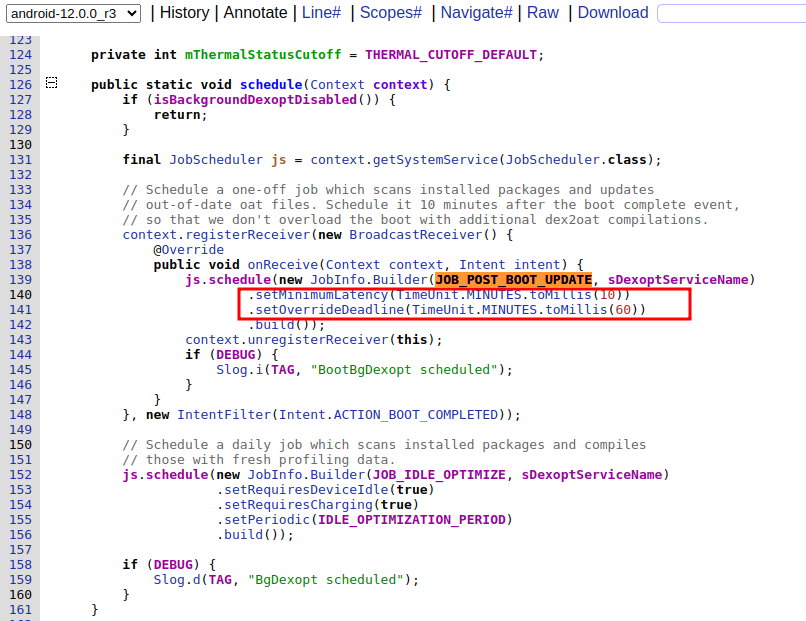 android-12.0.0_r3 | History | Annotate | Line# | Scopes# | Navigate# | Raw | Download
123
124 private int mThermalStatusCutoff = THERMAL_CUTOFF_DEFAULT;
125
126 public static void schedule(Context context) {
127 if (isBackgroundDexoptDisabled()) {
128 return;
129 }
130
131 final JobScheduler js = context.getSystemService(JobScheduler.class);
132
133 // Schedule a one-off job which scans installed packages and updates
134 // out-of-date oat files. Schedule it 10 minutes after the boot complete event,
135 // so that we don't overload the boot with additional dex2oat compilations.
136 context.registerReceiver(new BroadcastReceiver() {
137 @Override
138 public void onReceive(Context context, Intent intent) {
139 js.schedule(new JobInfo.Builder(JOB_POST_BOOT_UPDATE, sDexoptServiceName)
140 .setMinimumLatency(TimeUnit.MINUTES.toMillis(10))
141 .setOverrideDeadline(TimeUnit.MINUTES.toMillis(60))
142 .build());
143 context.unregisterReceiver(this);
144 if (DEBUG) {
145 Slog.i(TAG, "BootBgDexopt scheduled");
146 }
147 }
148 }, new IntentFilter(Intent.ACTION_BOOT_COMPLETED));
149
150 // Schedule a daily job which scans installed packages and compiles
151 // those with fresh profiling data.
152 js.schedule(new JobInfo.Builder(JOB_IDLE_OPTIMIZE, sDexoptServiceName)
153 .setRequiresDeviceIdle(true)
154 .setRequiresCharging(true)
155 .setPeriodic(IDLE_OPTIMIZATION_PERIOD)
156 .build());
157
158 if (DEBUG) {
159 Slog.d(TAG, "BgDexopt scheduled");
160 }
161 }